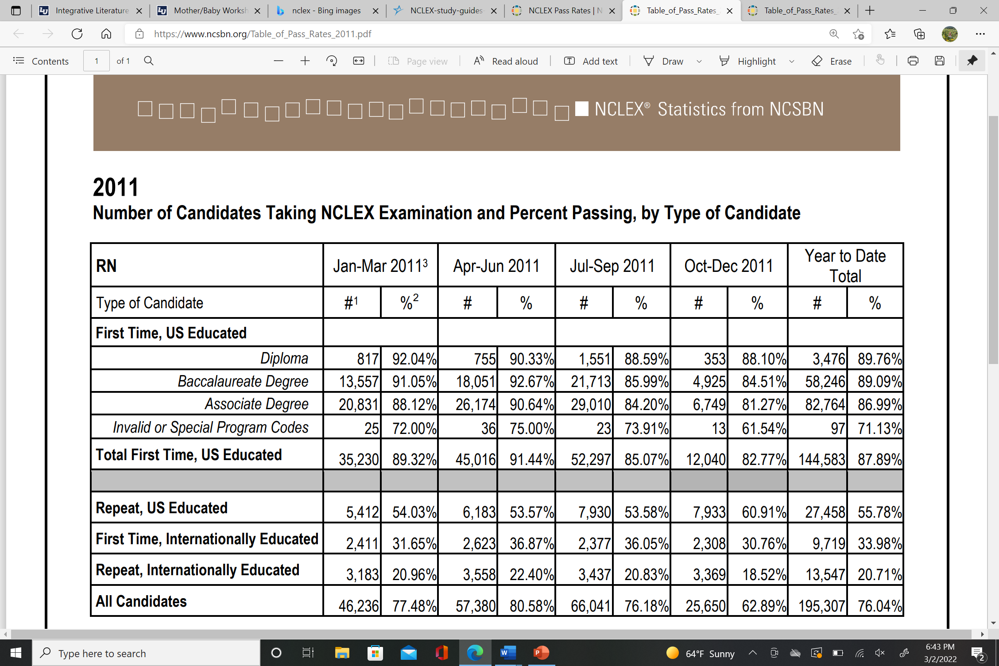 Integrative Literature
Mother/Baby Worksh
nclex - Bing images
NCLEX-study-guides-
NCLEX Pass Rates | N
Table_of_Pass_Rates_
Table_of_Pass_Rates_
https://www.ncsbn.org/Table_of_Pass_Rates_2011.pdf
Contents 1 of 1 Page view Read aloud Add text Draw Highlight Erase
NCLEX® Statistics from NCSBN
2011
Number of Candidates Taking NCLEX Examination and Percent Passing, by Type of Candidate
RN Jan-Mar 2011³ Apr-Jun 2011 Jul-Sep 2011 Oct-Dec 2011 Year to Date Total
Type of Candidate #¹ %² # % # % # % # %
First Time, US Educated
Diploma 817 92.04% 755 90.33% 1,551 88.59% 353 88.10% 3,476 89.76%
Baccalaureate Degree 13,557 91.05% 18,051 92.67% 21,713 85.99% 4,925 84.51% 58,246 89.09%
Associate Degree 20,831 88.12% 26,174 90.64% 29,010 84.20% 6,749 81.27% 82,764 86.99%
Invalid or Special Program Codes 25 72.00% 36 75.00% 23 73.91% 13 61.54% 97 71.13%
Total First Time, US Educated 35,230 89.32% 45,016 91.44% 52,297 85.07% 12,040 82.77% 144,583 87.89%
Repeat, US Educated 5,412 54.03% 6,183 53.57% 7,930 53.58% 7,933 60.91% 27,458 55.78%
First Time, Internationally Educated 2,411 31.65% 2,623 36.87% 2,377 36.05% 2,308 30.76% 9,719 33.98%
Repeat, Internationally Educated 3,183 20.96% 3,558 22.40% 3,437 20.83% 3,369 18.52% 13,547 20.71%
All Candidates 46,236 77.48% 57,380 80.58% 66,041 76.18% 25,650 62.89% 195,307 76.04%
Type here to search
64°F Sunny
6:43 PM
3/2/2022
2